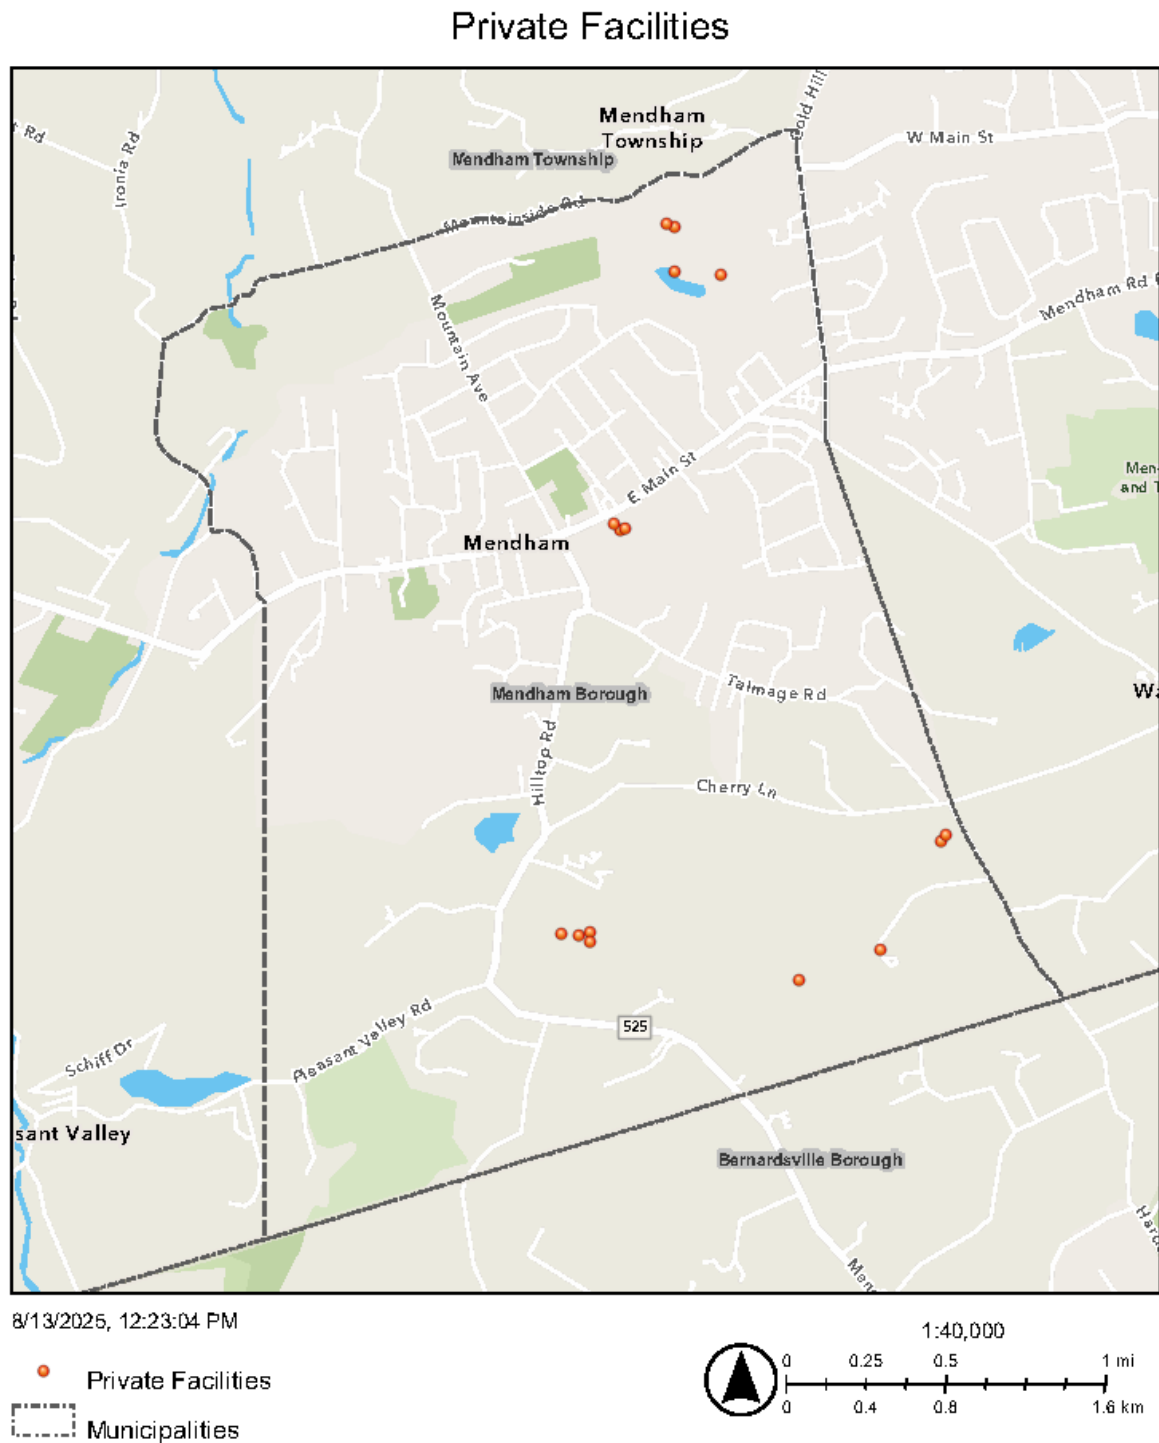 Private Facilities
Mendham
Township
Mendham Township
W Main St
Ironia Rd
Mountainside Rd
Mountain Ave
E Main St
Mendham
Mendham Borough
Talmage Rd
Hilltop Rd
Cherry Ln
525
Pleasant Valley Rd
Schiff Dr
sant Valley
Bernardsville Borough
8/13/2025, 12:23:04 PM
1:40,000
0 0.25 0.5 1 mi
0 0.4 0.8 1.6 km
Private Facilities
Municipalities